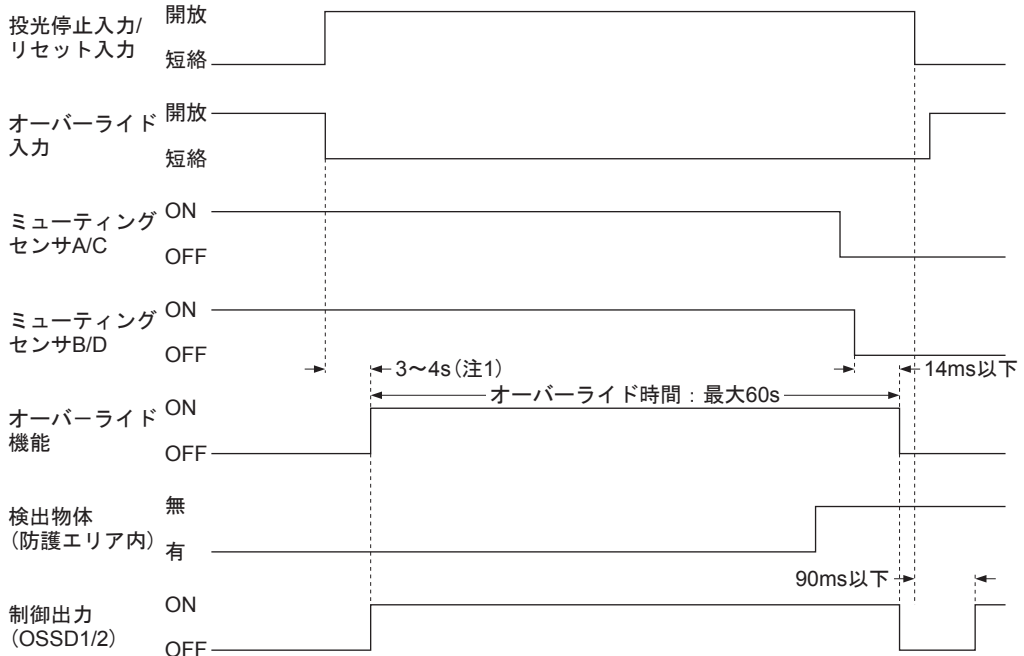 投光停止入力/
リセット入力
開放
短絡
オーバーライド
入力
開放
短絡
ミューティング
センサA/C
ON
OFF
ミューティング
センサB/D
ON
OFF
3～4s（注1）
14ms以下
オーバーライド時間：最大60s
オーバーライド
機能
ON
OFF
検出物体
（防護エリア内）
無
有
90ms以下
制御出力
（OSSD1/2）
ON
OFF